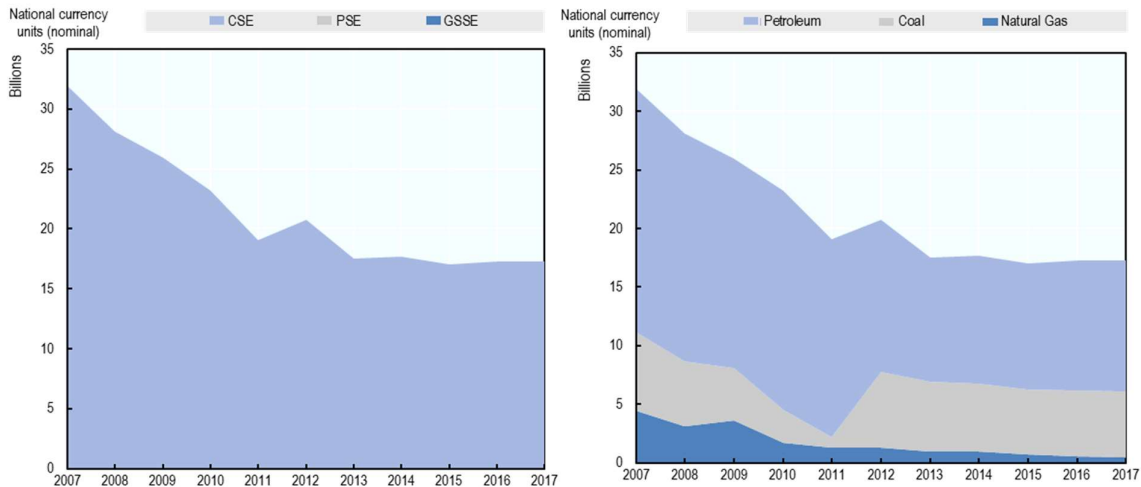 National currency
units (nominal)
CSE PSE GSSE
Billions
35
30
25
20
15
10
5
0
2007 2008 2009 2010 2011 2012 2013 2014 2015 2016 2017
National currency
units (nominal)
Petroleum Coal Natural Gas
Billions
35
30
25
20
15
10
5
0
2007 2008 2009 2010 2011 2012 2013 2014 2015 2016 2017